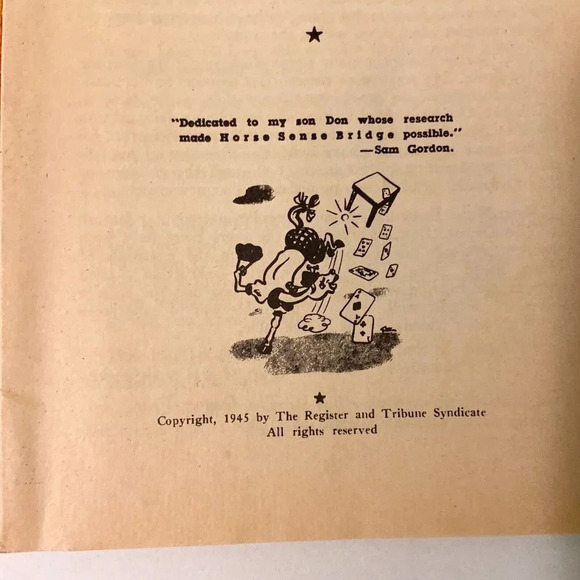 "Dedicated to my son Don whose research
made Horse Sense Bridge possible."
—Sam Gordon.
Copyright, 1945 by The Register and Tribune Syndicate
All rights reserved